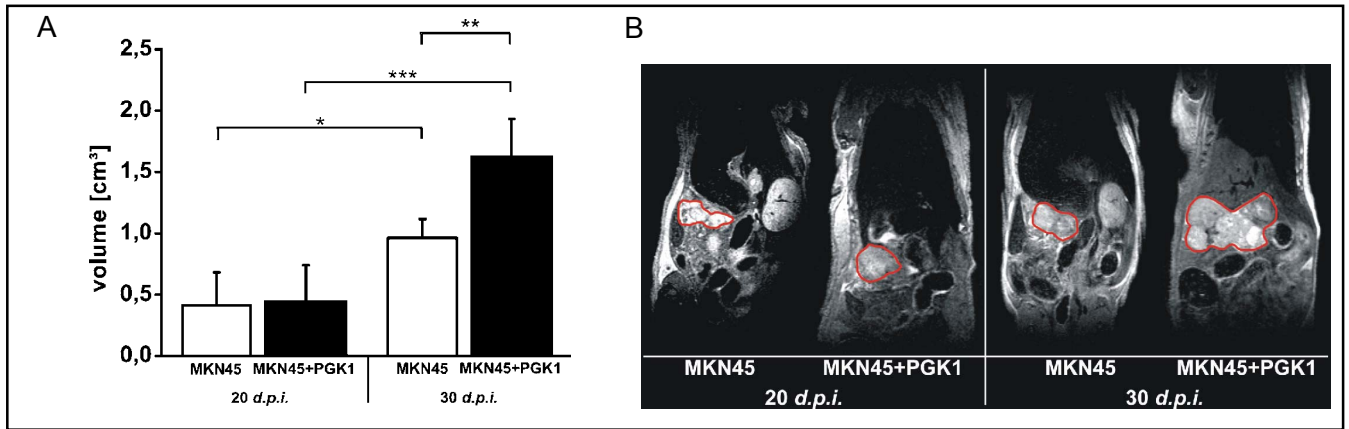 A
B
**
***
*
2,5
2,0
1,5
1,0
0,5
0,0
volume [cm³]
MKN45 MKN45+PGK1 MKN45 MKN45+PGK1
20 d.p.i. 30 d.p.i.
MKN45 MKN45+PGK1 MKN45 MKN45+PGK1
20 d.p.i. 30 d.p.i.